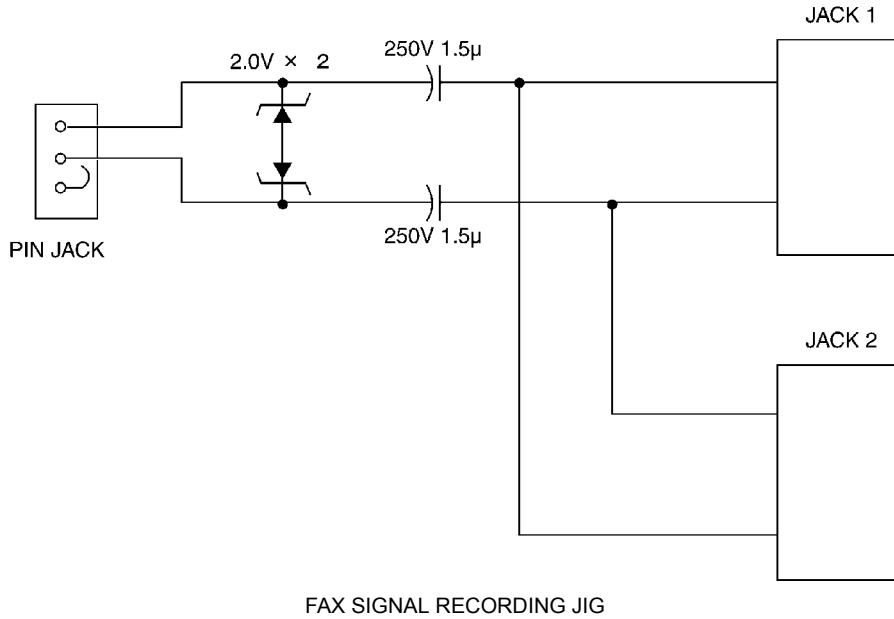 JACK 1
250V 1.5μ
2.0V × 2
PIN JACK
250V 1.5μ
JACK 2
FAX SIGNAL RECORDING JIG